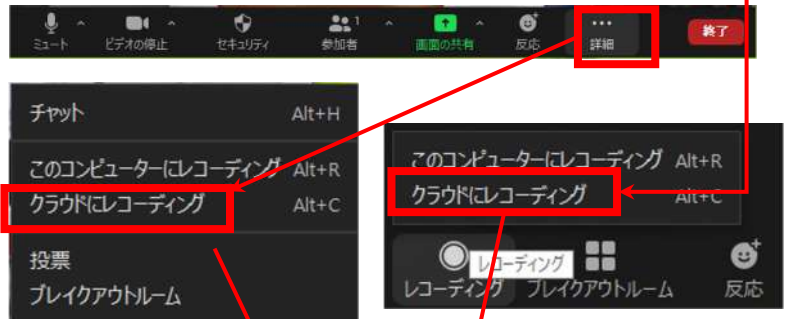 1
ミュート ビデオの停止 セキュリティ 参加者 画面の共有 反応 詳細 終了
チャット Alt+H
このコンピューターにレコーディング Alt+R
クラウドにレコーディング Alt+C
投票
ブレイクアウトルーム
このコンピューターにレコーディング Alt+R
クラウドにレコーディング Alt+C
レコーディング
レコーディング ブレイクアウトルーム 反応